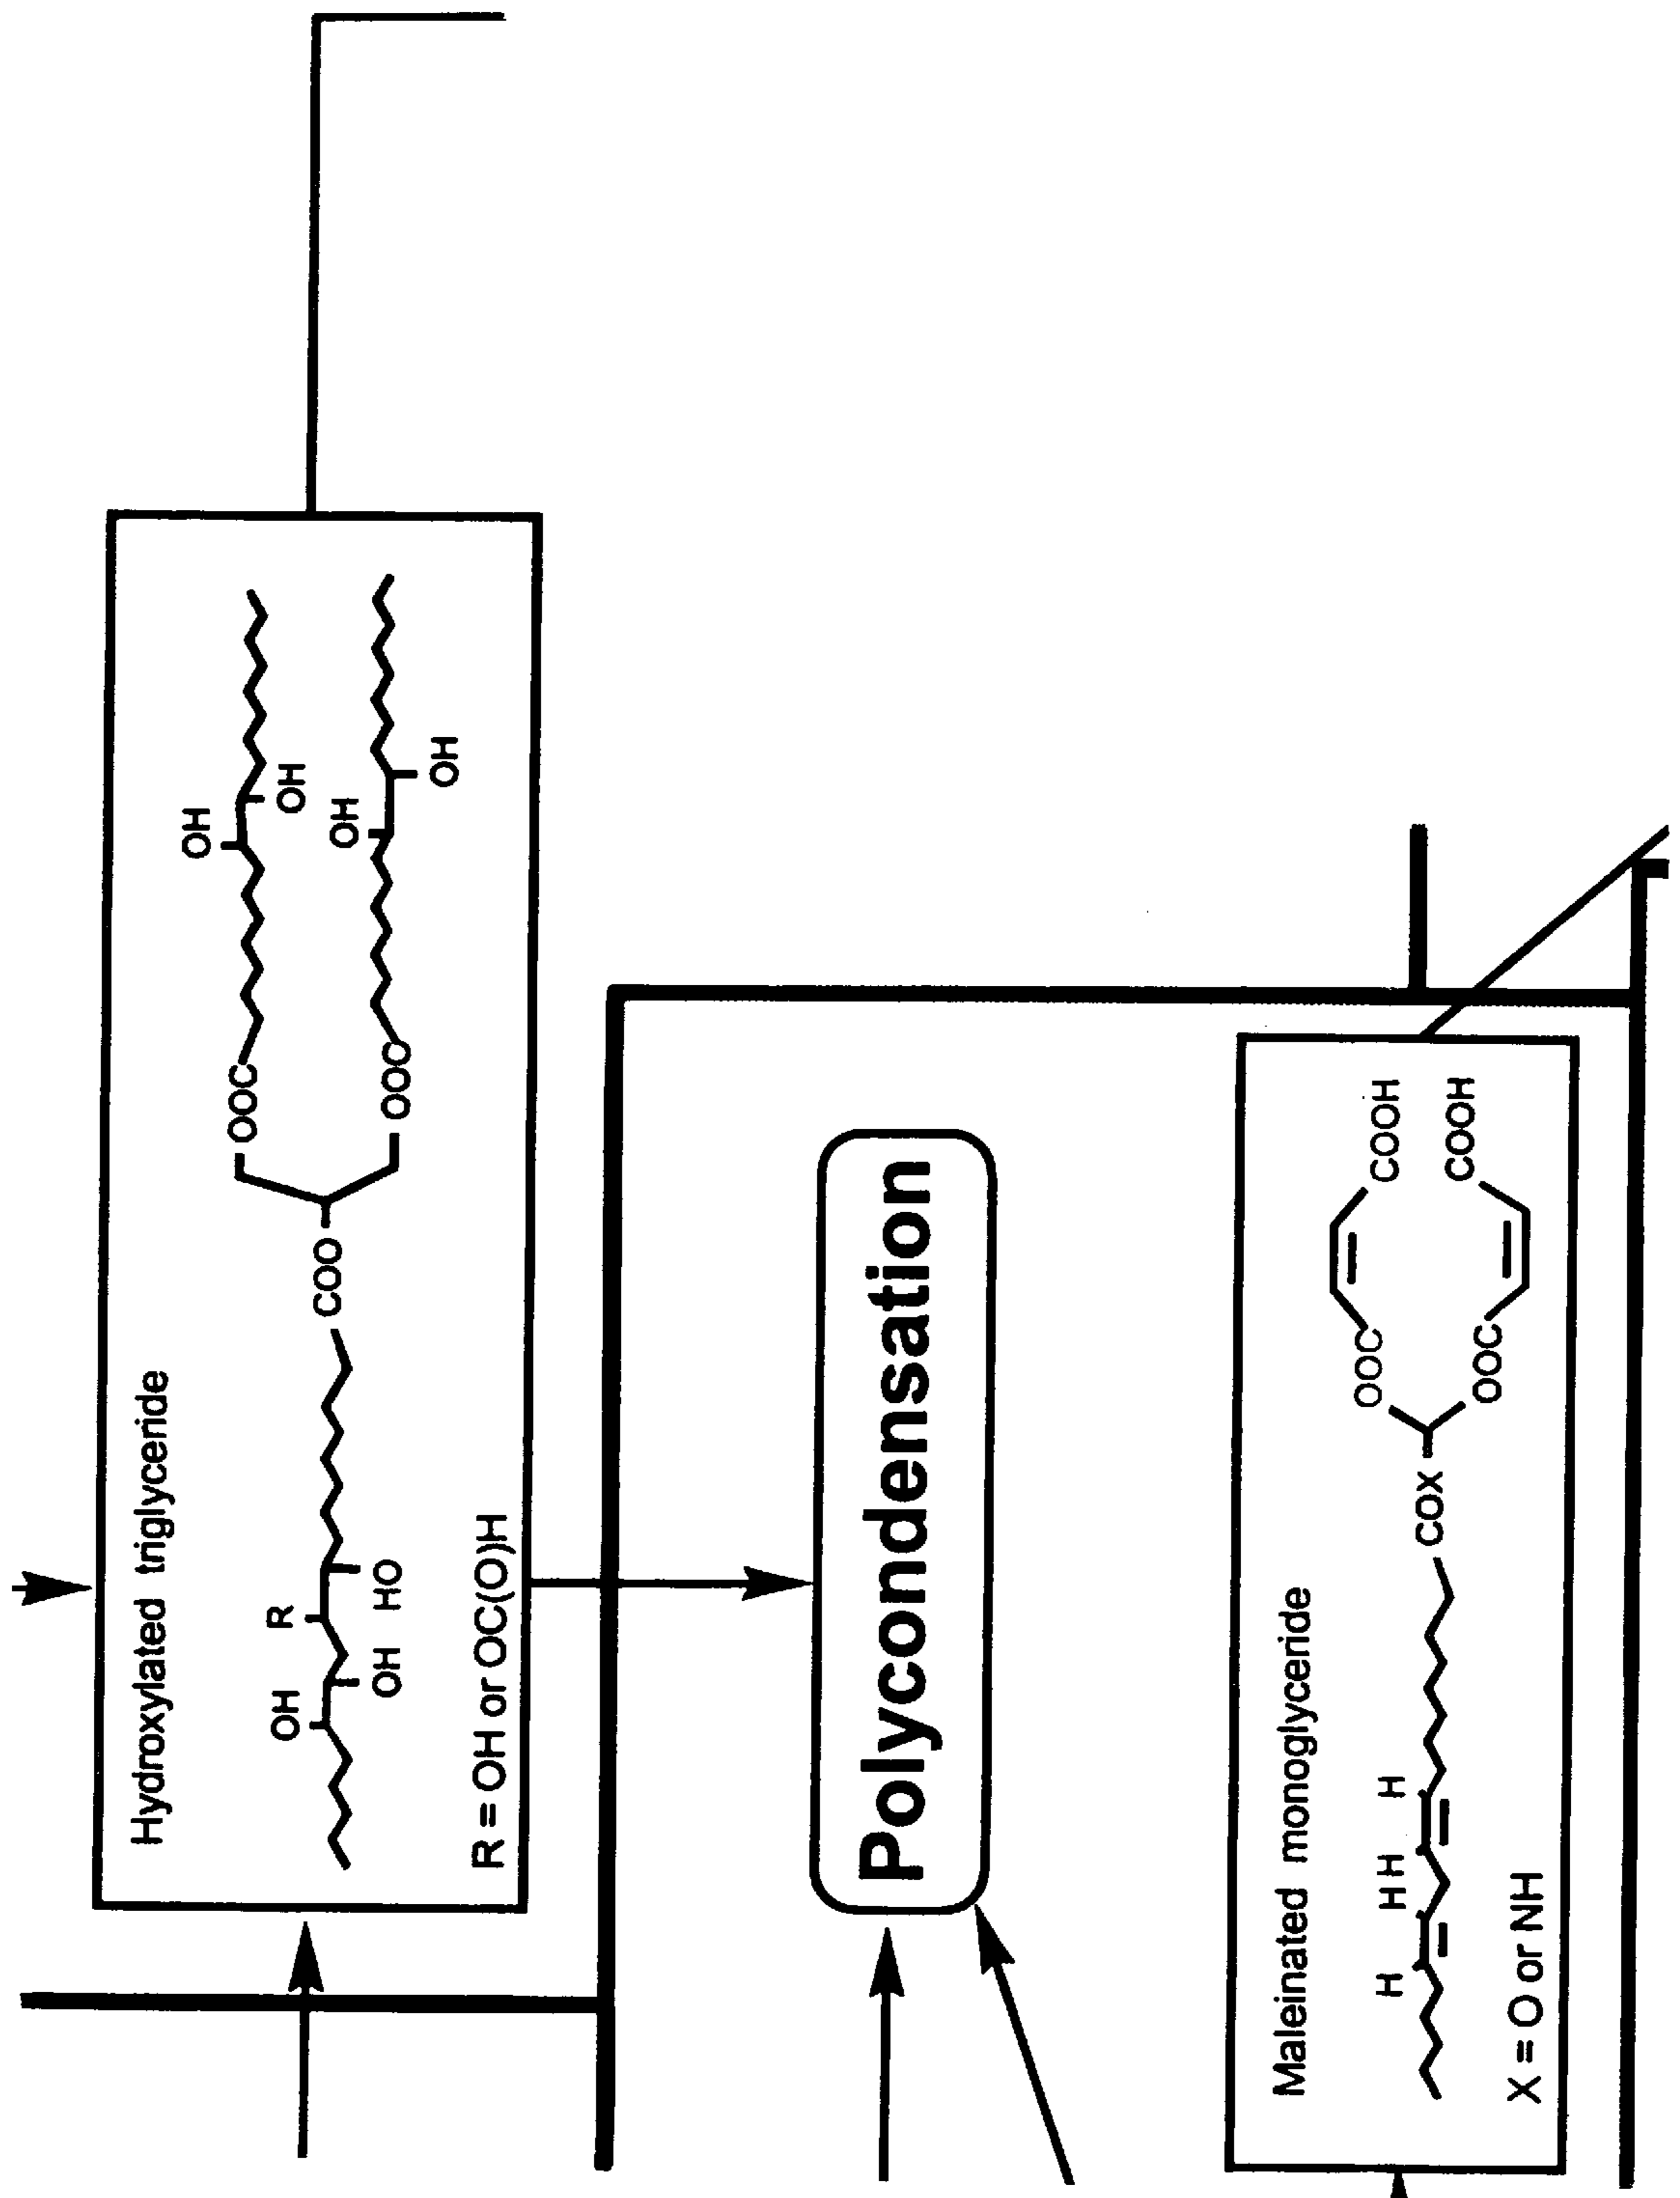 Hydroxylated triglyceride
OH
OOC
OH R OH
COO
OH
OH HO
OOC
OH
R = OH or OC(O)H
Polycondensation
Maleinated monoglyceride
OOC COOH
H H H H
COX
COOH
OOC
X = O or NH